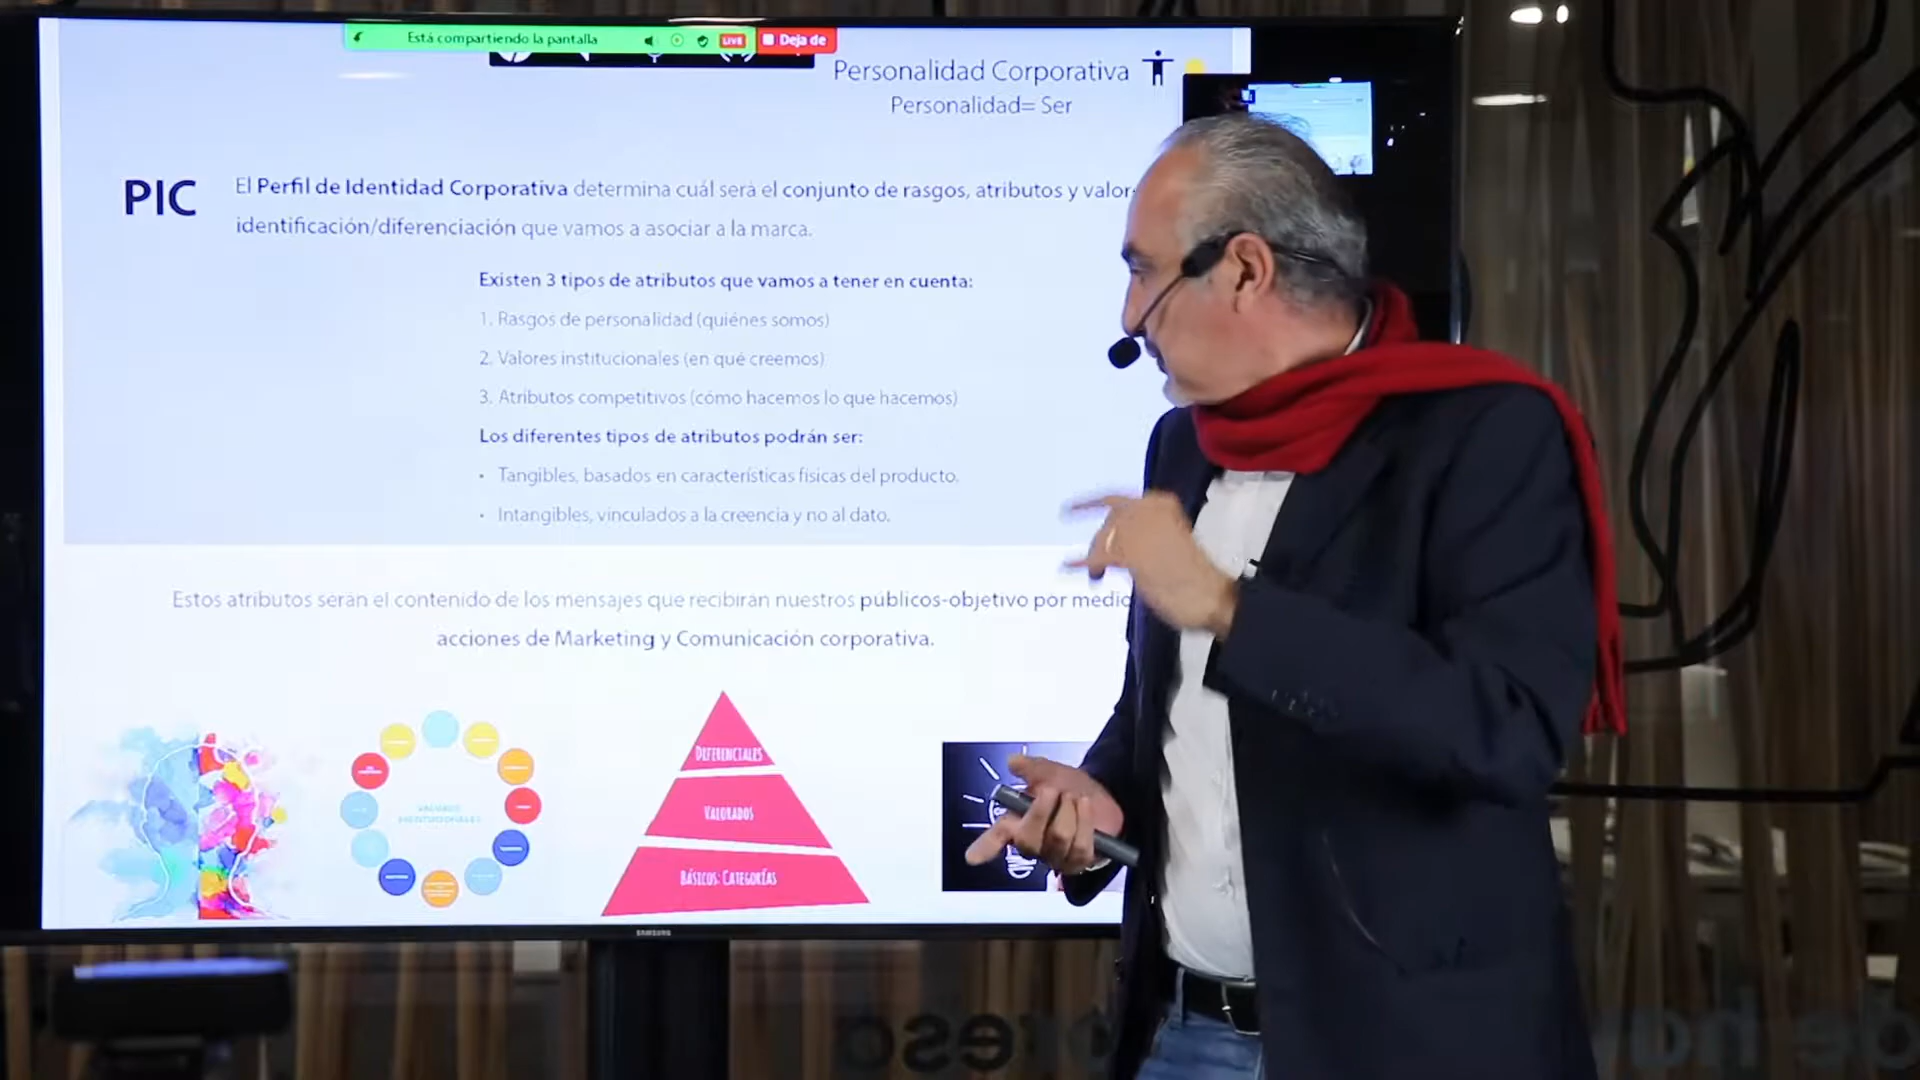 Está compartiendo la pantalla
LIVE
Deja de
Personalidad Corporativa
Personalidad= Ser
PIC
El Perfil de Identidad Corporativa determina cuál será el conjunto de rasgos, atributos y valor
identificación/diferenciación que vamos a asociar a la marca.
Existen 3 tipos de atributos que vamos a tener en cuenta:
1. Rasgos de personalidad (quiénes somos)
2. Valores institucionales (en qué creemos)
3. Atributos competitivos (cómo hacemos lo que hacemos)
Los diferentes tipos de atributos podrán ser:
• Tangibles, basados en características físicas del producto.
• Intangibles, vinculados a la creencia y no al dato.
Estos atributos serán el contenido de los mensajes que recibirán nuestros públicos-objetivo por medio
acciones de Marketing y Comunicación corporativa.
DIFERENCIALES
VALORADOS
BÁSICOS: CATEGORÍAS
SAMSUNG